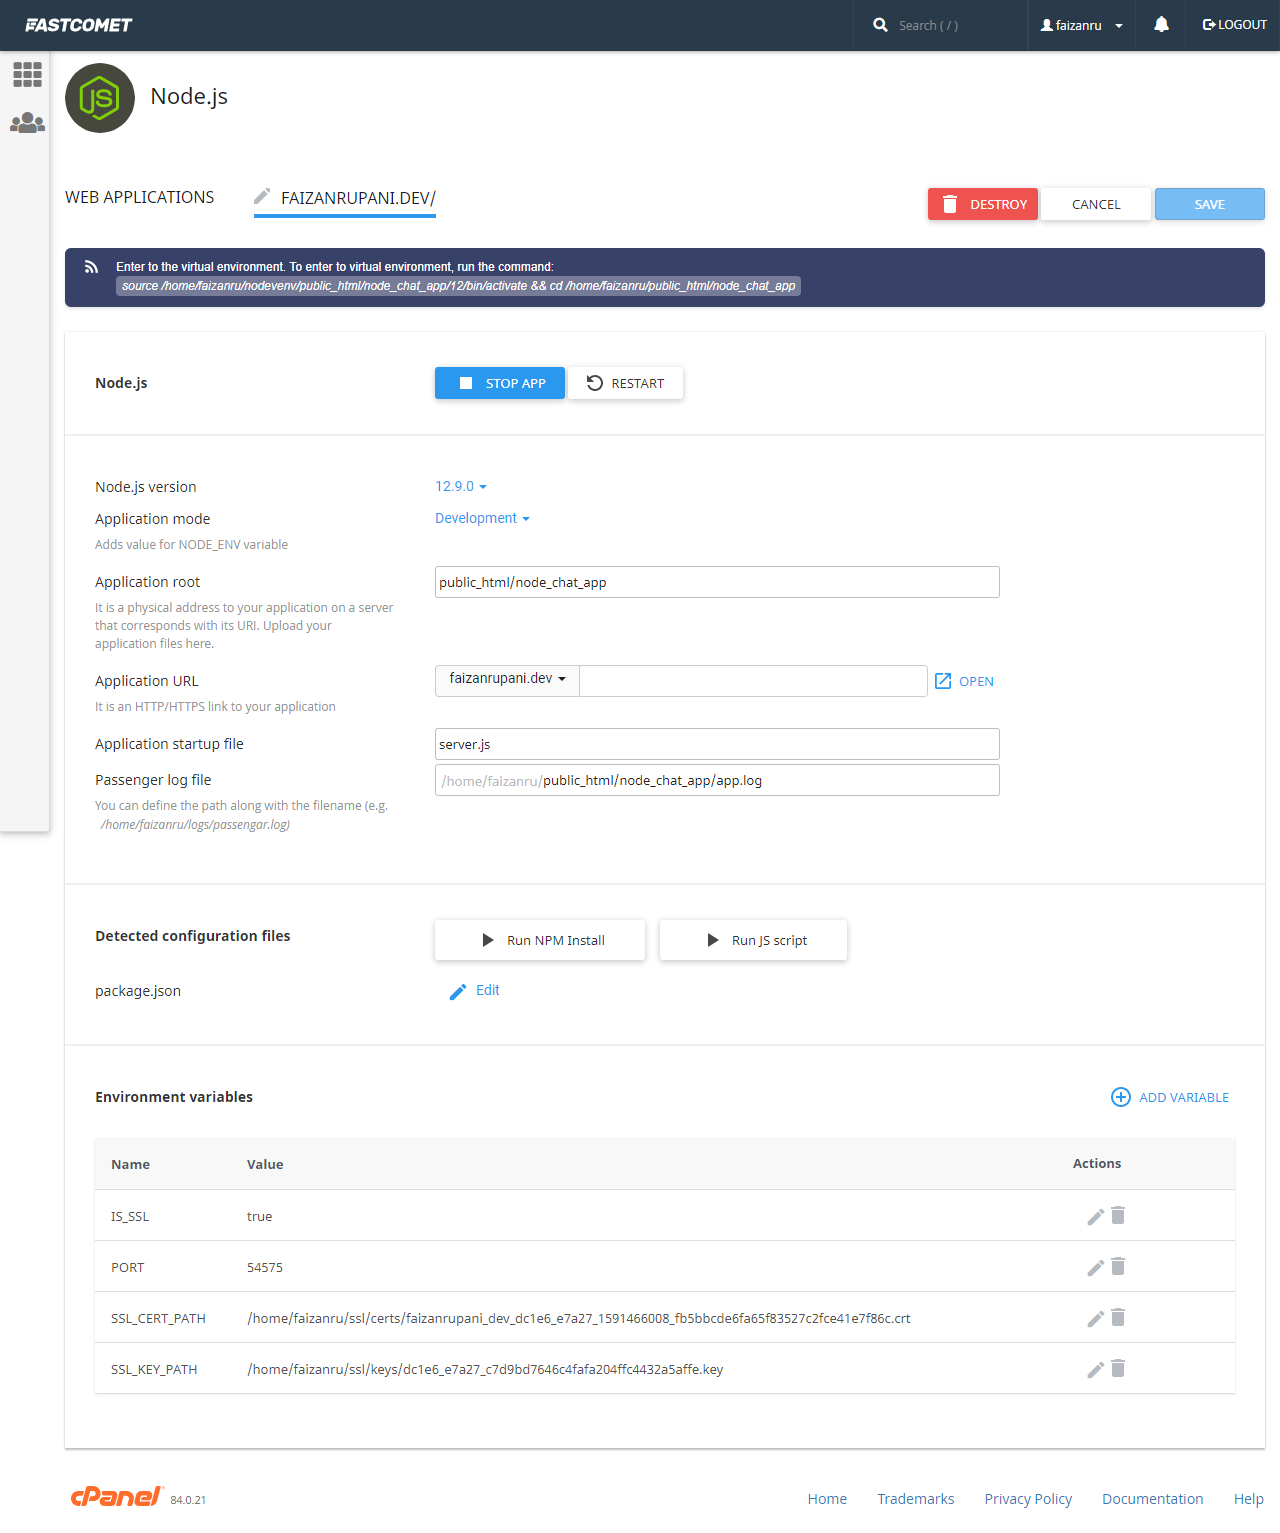 FASTCOMET
Search ( / )
faizanru
LOGOUT
JS
Node.js
WEB APPLICATIONS
FAIZANRUPANI.DEV/
DESTROY
CANCEL
SAVE
Enter to the virtual environment. To enter to virtual environment, run the command:
source /home/faizanru/nodevenv/public_html/node_chat_app/12/bin/activate && cd /home/faizanru/public_html/node_chat_app
Node.js
STOP APP
RESTART
Node.js version
12.9.0
Application mode
Development
Adds value for NODE_ENV variable
Application root
public_html/node_chat_app
It is a physical address to your application on a server
that corresponds with its URI. Upload your
application files here.
Application URL
faizanrupani.dev
OPEN
It is an HTTP/HTTPS link to your application
Application startup file
server.js
Passenger log file
/home/faizanru/public_html/node_chat_app/app.log
You can define the path along with the filename (e.g.
/home/faizanru/logs/passengar.log)
Detected configuration files
Run NPM Install
Run JS script
package.json
Edit
Environment variables
ADD VARIABLE
Name Value Actions
IS_SSL true
PORT 54575
SSL_CERT_PATH /home/faizanru/ssl/certs/faizanrupani_dev_dc1e6_e7a27_1591466008_fb5bbcde6fa65f83527c2fce41e7f86c.crt
SSL_KEY_PATH /home/faizanru/ssl/keys/dc1e6_e7a27_c7d9bd7646c4fafa204ffc4432a5affe.key
cPanel 84.0.21
Home Trademarks Privacy Policy Documentation Help